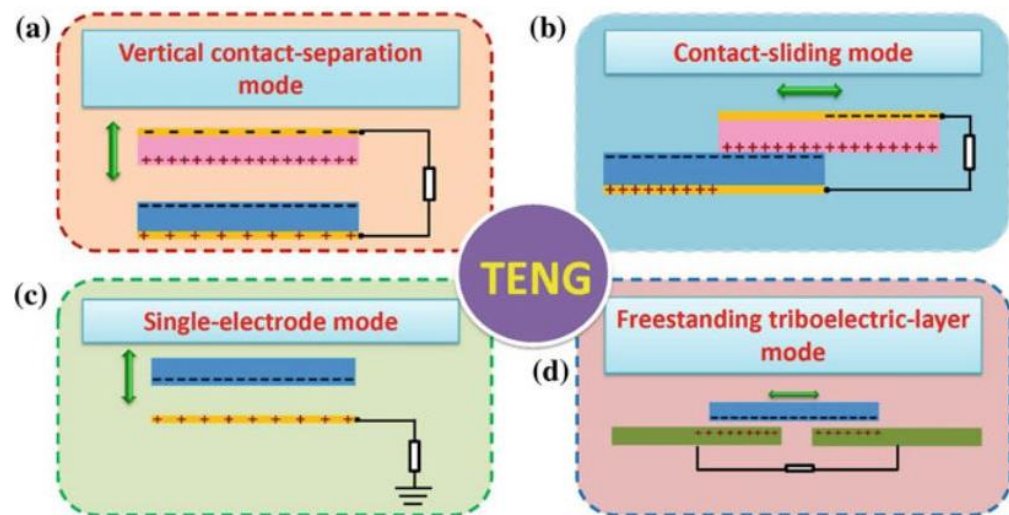 (a)
Vertical contact-separation
mode
(b)
Contact-sliding mode
TENG
(c)
Single-electrode mode
Freestanding triboelectric-layer
mode
(d)